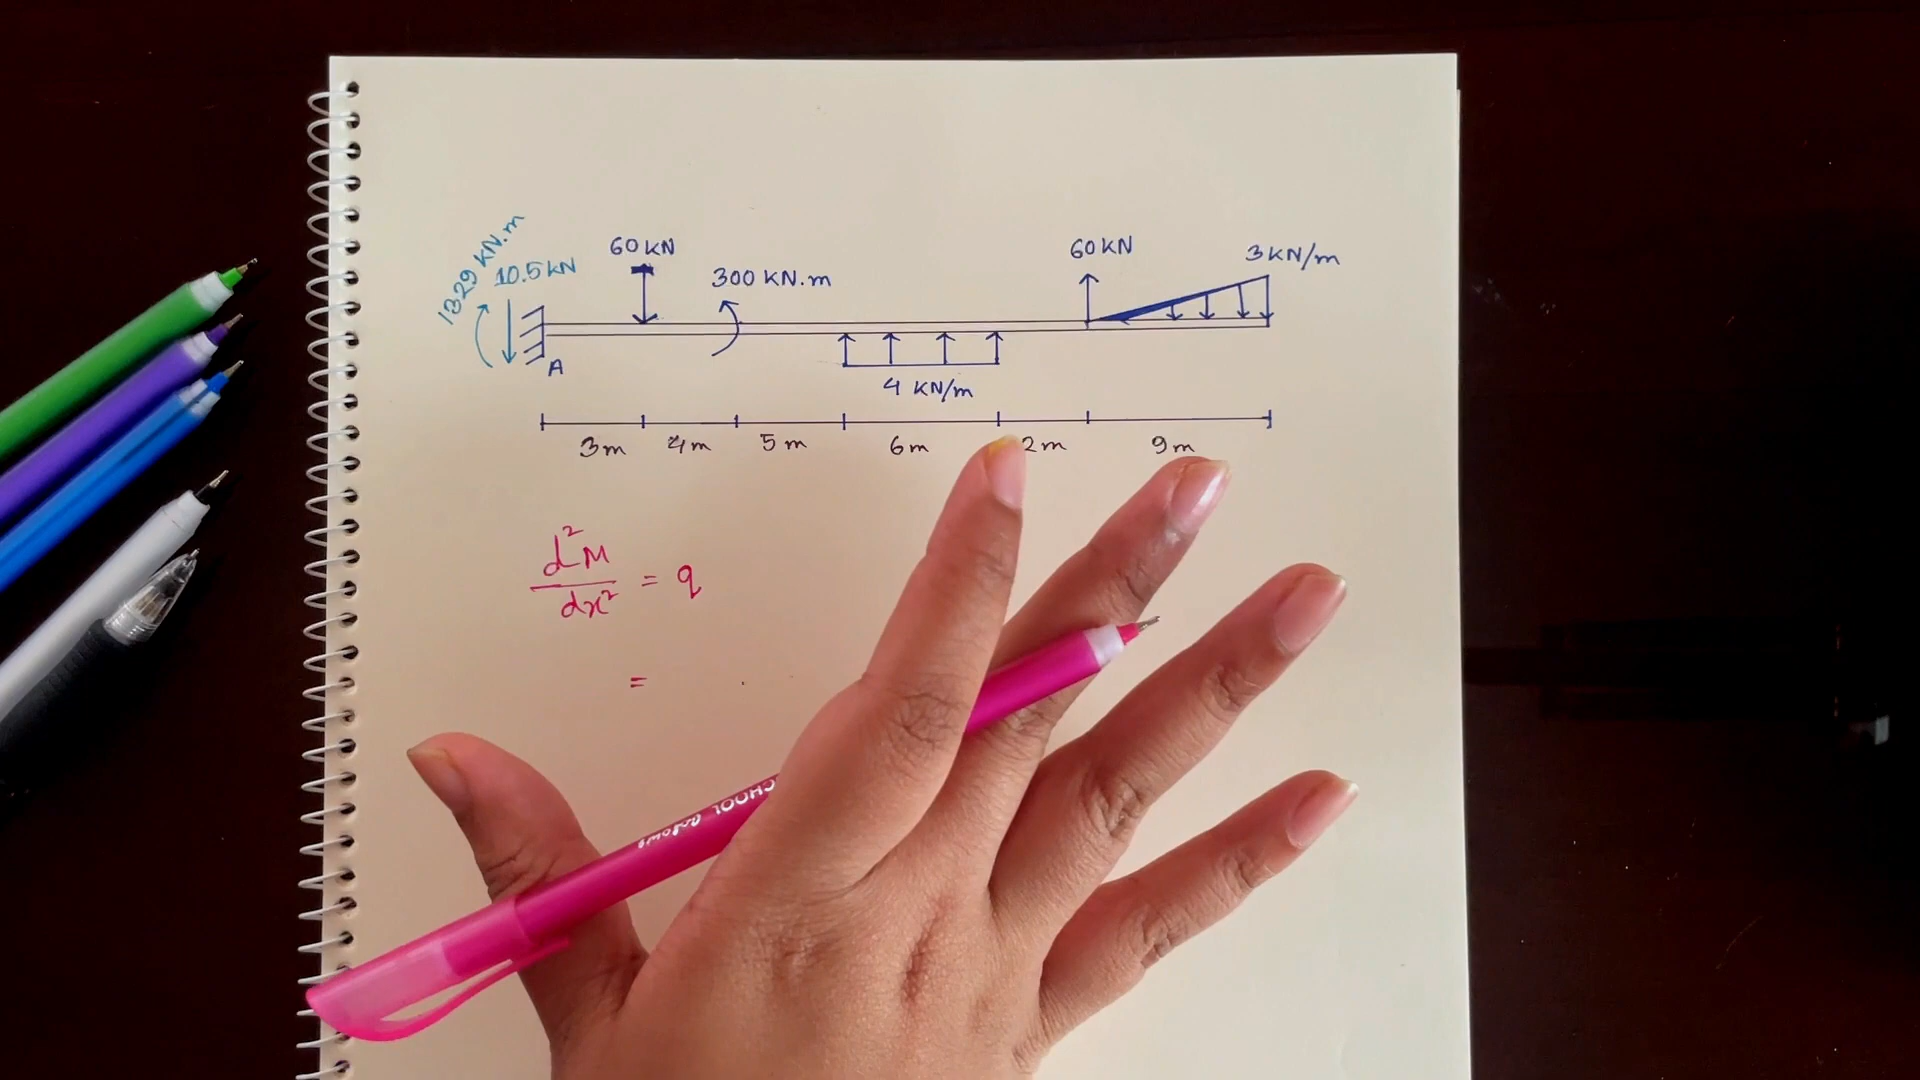 1329 KN.m
10.5 KN
60 KN
300 KN.m
60 KN
3 KN/m
A
4 KN/m
3m 4m 5m 6m 2m 9m
d²M
dx²
= q
=